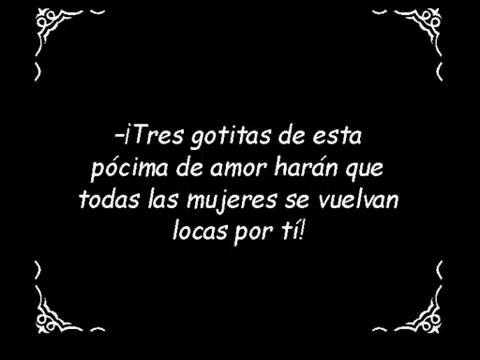 -¡Tres gotitas de esta
pócima de amor harán que
todas las mujeres se vuelvan
locas por tí!